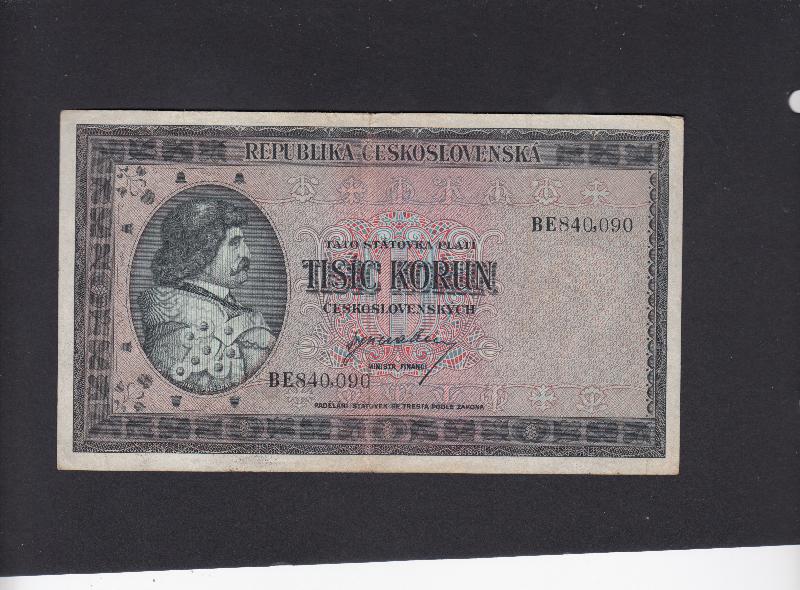 REPUBLIKA ČESKOSLOVENSKÁ
BE840,090
TATO STÁTOVKA PLATÍ
TISÍC KORUN
ČESKOSLOVENSKÝCH
MINISTR FINANCÍ
BE840,090
PADĚLÁNÍ STÁTOVEK SE TRESTÁ PODLE ZÁKONA